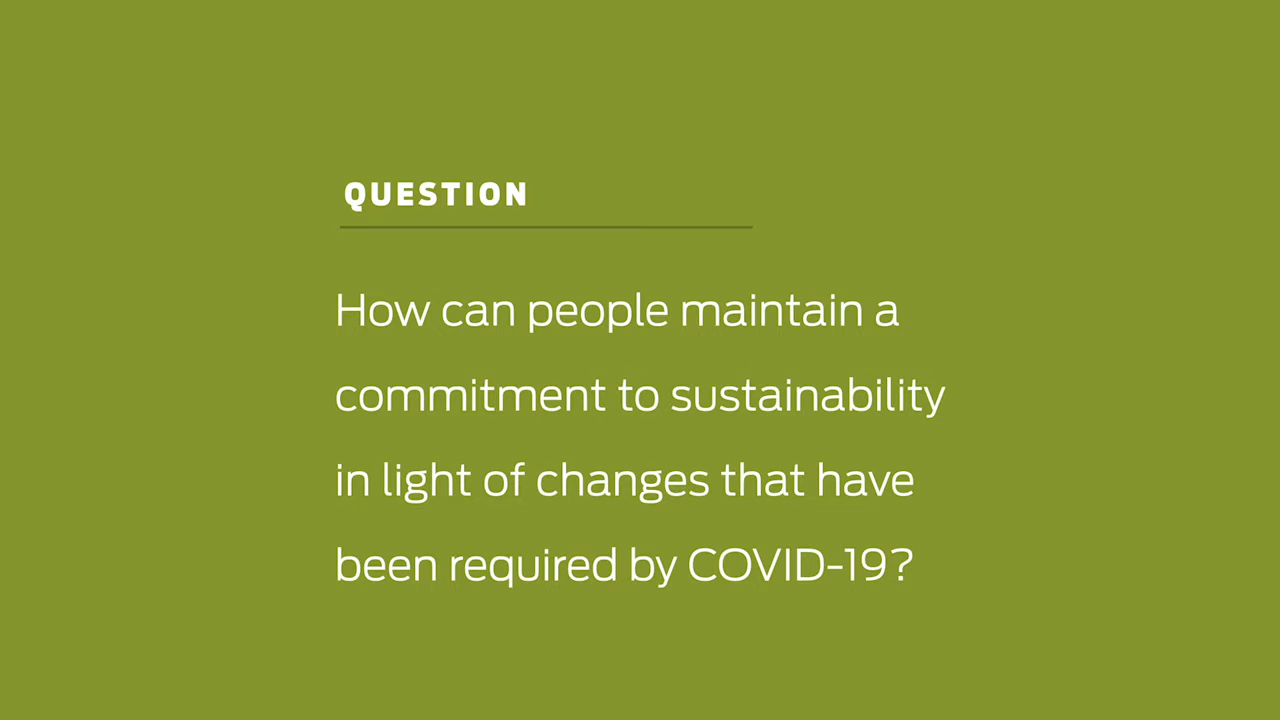 QUESTION
How can people maintain a
commitment to sustainability
in light of changes that have
been required by COVID-19?